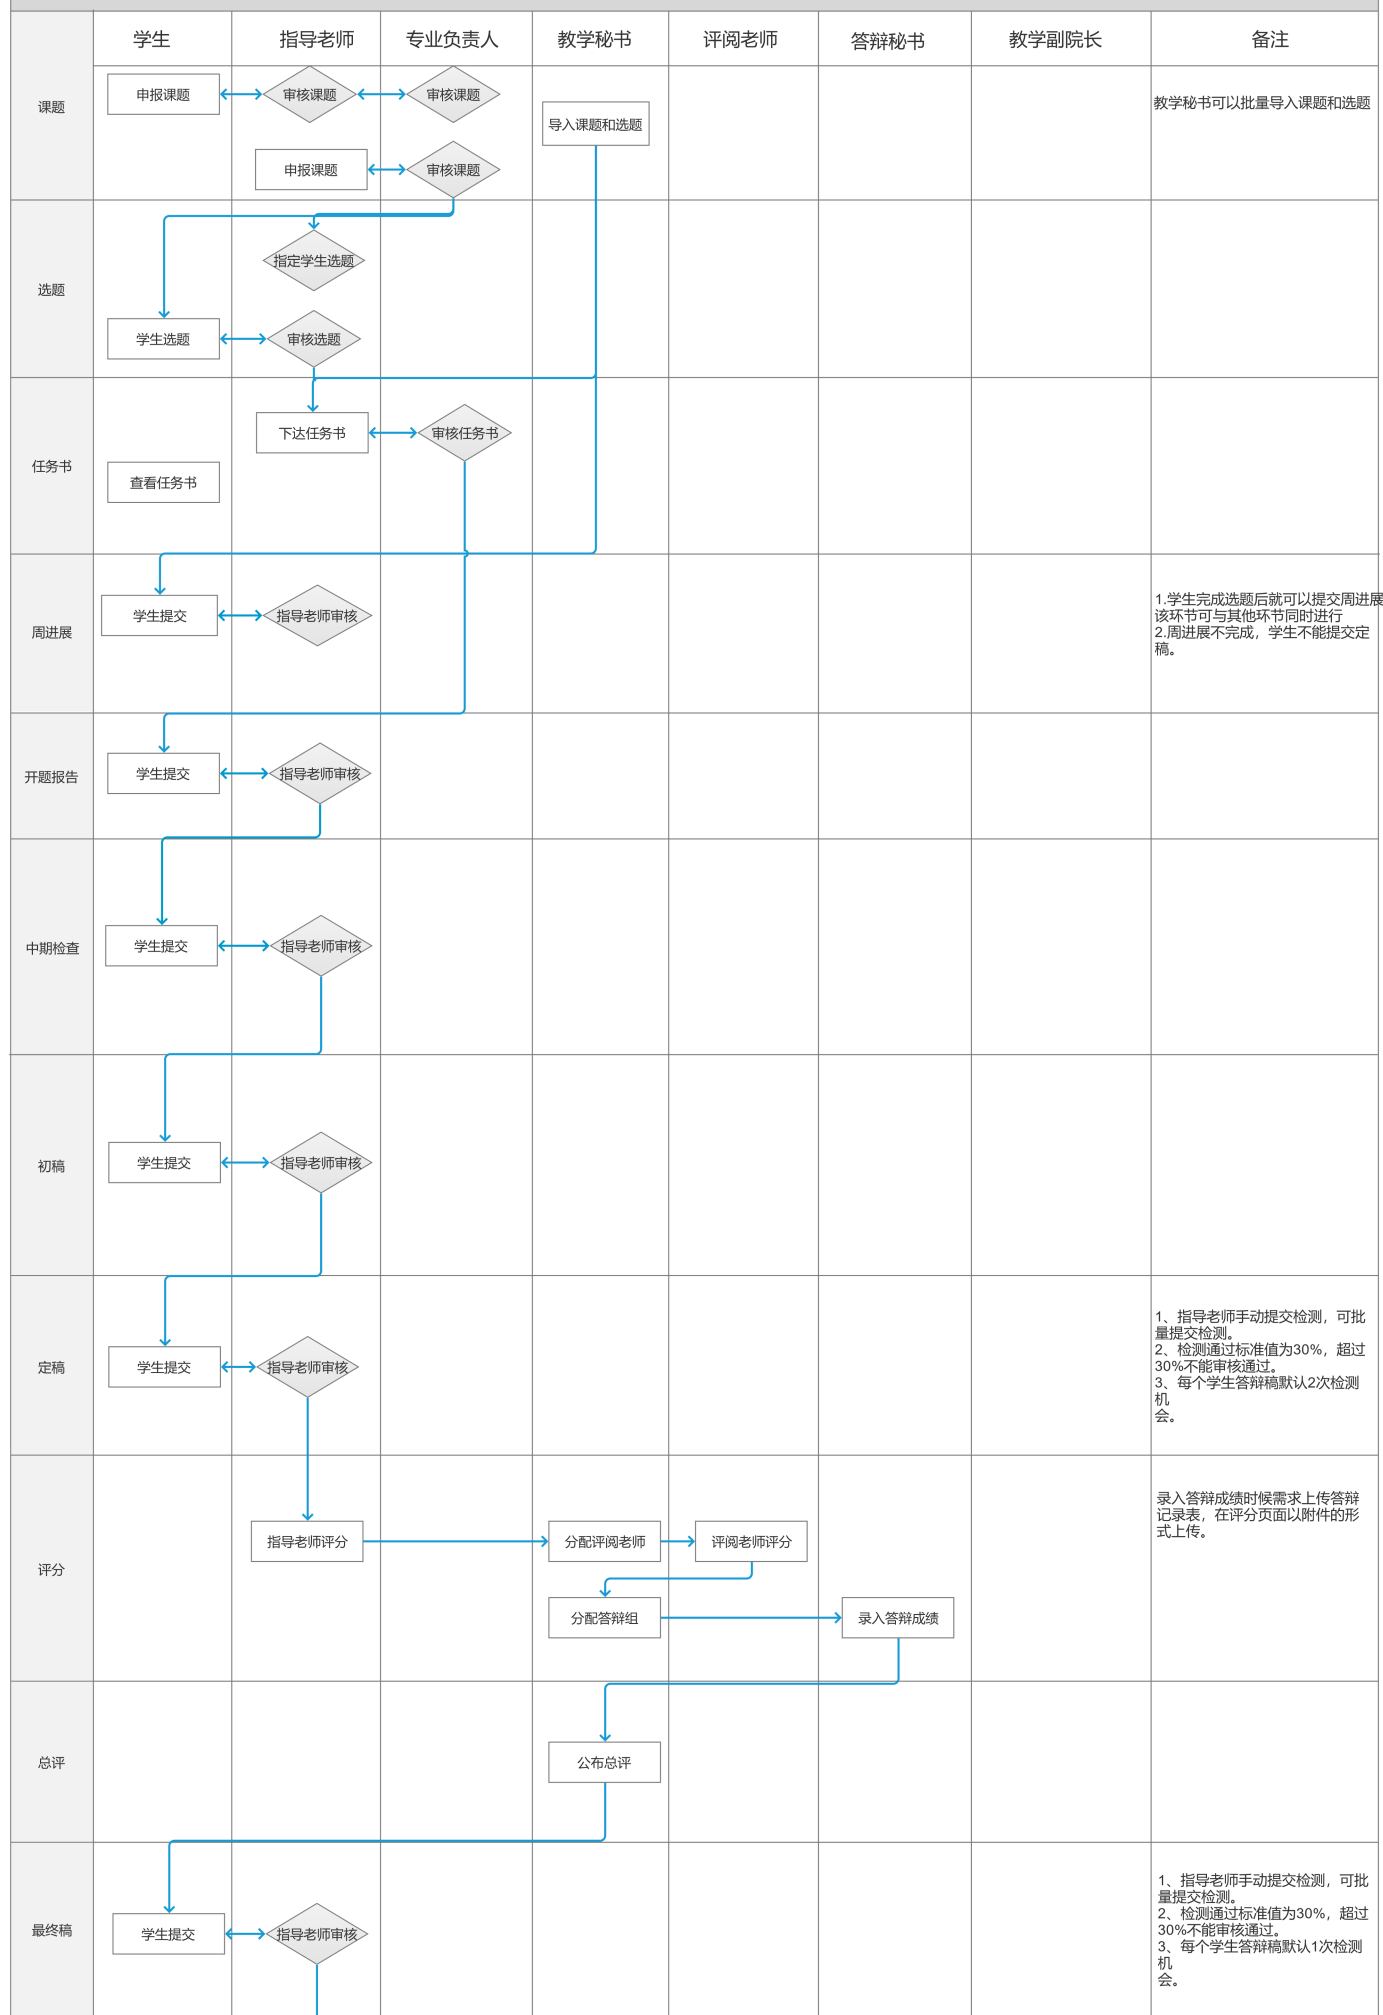 学生
指导老师
专业负责人
教学秘书
评阅老师
答辩秘书
教学副院长
备注
课题
申报课题
审核课题
审核课题
导入课题和选题
教学秘书可以批量导入课题和选题
申报课题
审核课题
选题
指定学生选题
学生选题
审核选题
任务书
下达任务书
审核任务书
查看任务书
周进展
学生提交
指导老师审核
1.学生完成选题后就可以提交周进展
该环节可与其他环节同时进行
2.周进展不完成，学生不能提交定
稿。
开题报告
学生提交
指导老师审核
中期检查
学生提交
指导老师审核
初稿
学生提交
指导老师审核
定稿
学生提交
指导老师审核
1、指导老师手动提交检测，可批
量提交检测。
2、检测通过标准值为30%，超过
30%不能审核通过。
3、每个学生答辩稿默认2次检测
机
会。
评分
指导老师评分
分配评阅老师
评阅老师评分
分配答辩组
录入答辩成绩
录入答辩成绩时候需求上传答辩
记录表，在评分页面以附件的形
式上传。
总评
公布总评
最终稿
学生提交
指导老师审核
1、指导老师手动提交检测，可批
量提交检测。
2、检测通过标准值为30%，超过
30%不能审核通过。
3、每个学生答辩稿默认1次检测
机
会。